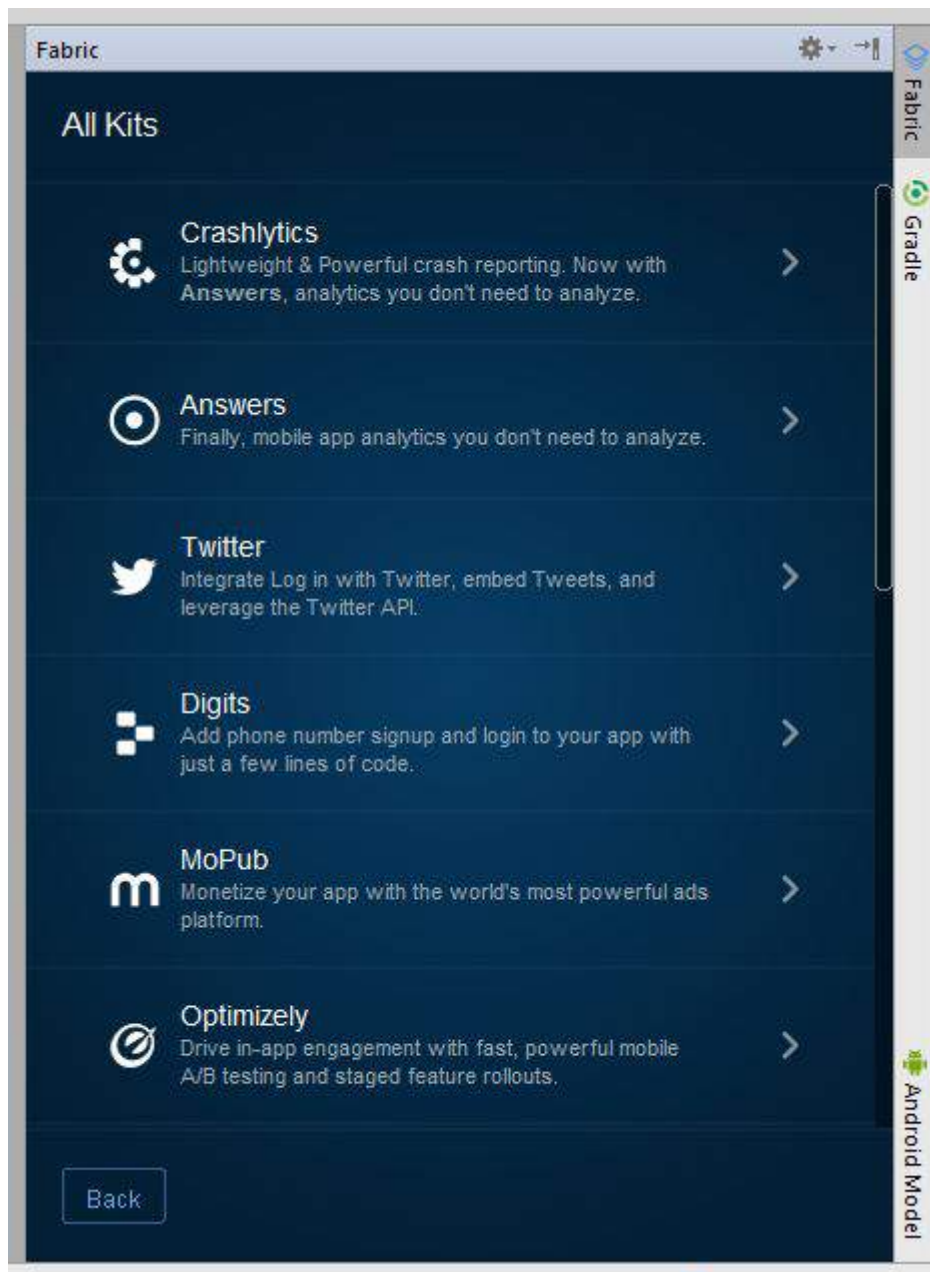 Fabric
All Kits
Crashlytics
Lightweight & Powerful crash reporting. Now with
Answers, analytics you don't need to analyze.
Answers
Finally, mobile app analytics you don't need to analyze.
Twitter
Integrate Log in with Twitter, embed Tweets, and
leverage the Twitter API.
Digits
Add phone number signup and login to your app with
just a few lines of code.
MoPub
Monetize your app with the world's most powerful ads
platform.
Optimizely
Drive in-app engagement with fast, powerful mobile
A/B testing and staged feature rollouts.
Back
Fabric
Gradle
Android Model